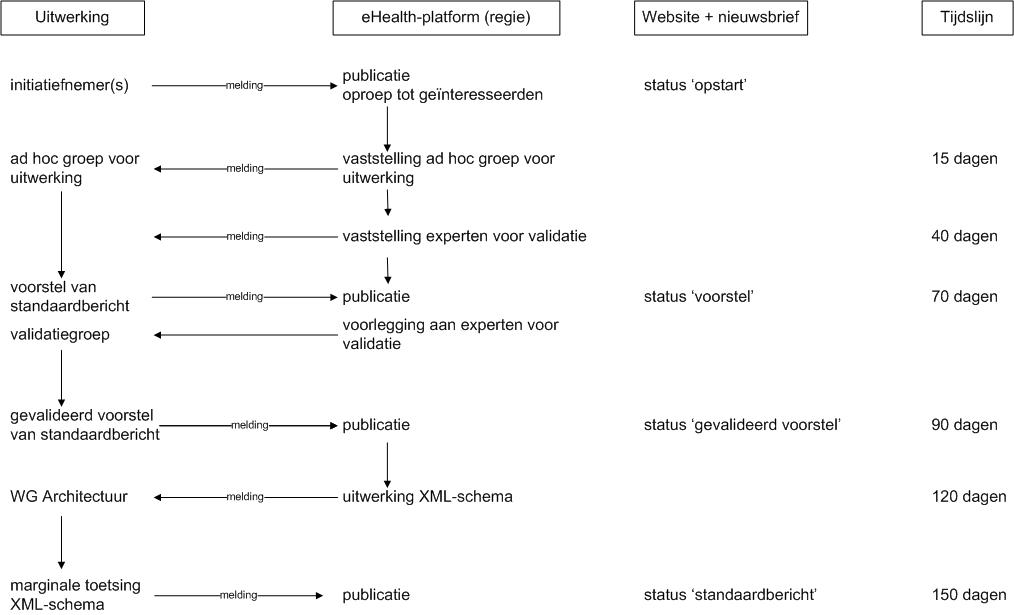 Uitwerking
eHealth-platform (regie)
Website + nieuwsbrief
Tijdslijn
initiatiefnemer(s)
melding
publicatie
oproep tot geïnteresseerden
status ‘opstart’
ad hoc groep voor
uitwerking
melding
vaststelling ad hoc groep voor
uitwerking
15 dagen
melding
vaststelling experten voor validatie
40 dagen
voorstel van
standaardbericht
melding
publicatie
status ‘voorstel’
70 dagen
validatiegroep
voorlegging aan experten voor
validatie
gevalideerd voorstel
van standaardbericht
melding
publicatie
status ‘gevalideerd voorstel’
90 dagen
WG Architectuur
melding
uitwerking XML-schema
120 dagen
marginale toetsing
XML-schema
melding
publicatie
status ‘standaardbericht’
150 dagen